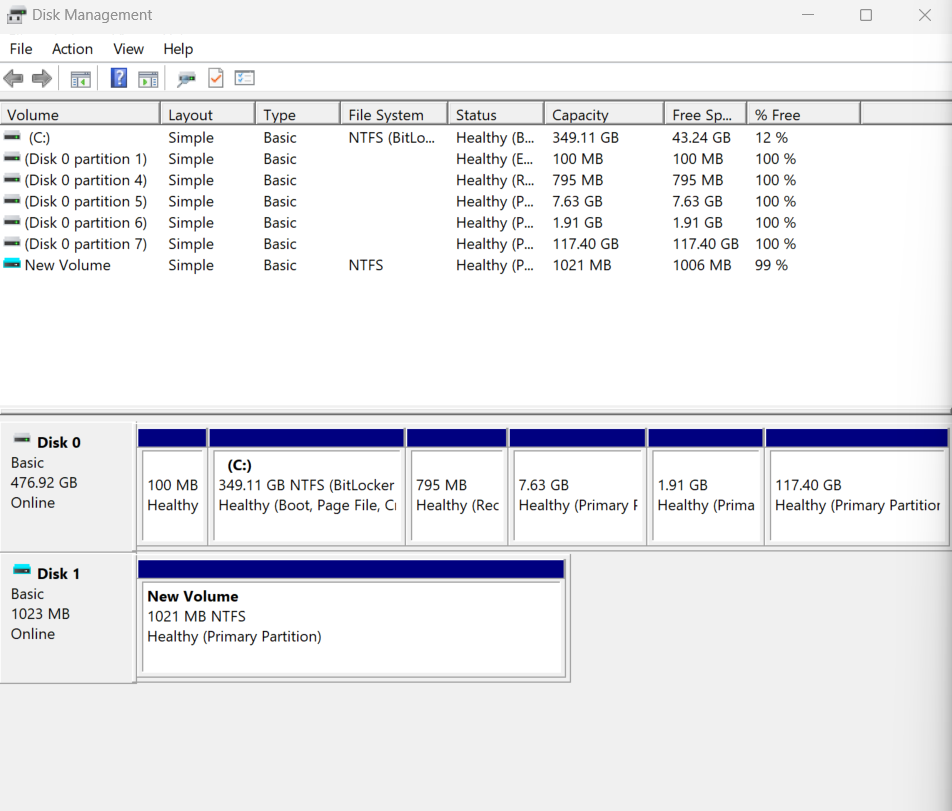 Disk Management
File Action View Help
Volume Layout Type File System Status Capacity Free Sp... % Free
(C:) Simple Basic NTFS (BitLo... Healthy (B... 349.11 GB 43.24 GB 12 %
(Disk 0 partition 1) Simple Basic Healthy (E... 100 MB 100 MB 100 %
(Disk 0 partition 4) Simple Basic Healthy (R... 795 MB 795 MB 100 %
(Disk 0 partition 5) Simple Basic Healthy (P... 7.63 GB 7.63 GB 100 %
(Disk 0 partition 6) Simple Basic Healthy (P... 1.91 GB 1.91 GB 100 %
(Disk 0 partition 7) Simple Basic Healthy (P... 117.40 GB 117.40 GB 100 %
New Volume Simple Basic NTFS Healthy (P... 1021 MB 1006 MB 99 %
Disk 0
Basic
476.92 GB
Online
100 MB
Healthy
(C:)
349.11 GB NTFS (BitLocker
Healthy (Boot, Page File, Cr
795 MB
Healthy (Rec
7.63 GB
Healthy (Primary P
1.91 GB
Healthy (Prima
117.40 GB
Healthy (Primary Partition
Disk 1
Basic
1023 MB
Online
New Volume
1021 MB NTFS
Healthy (Primary Partition)